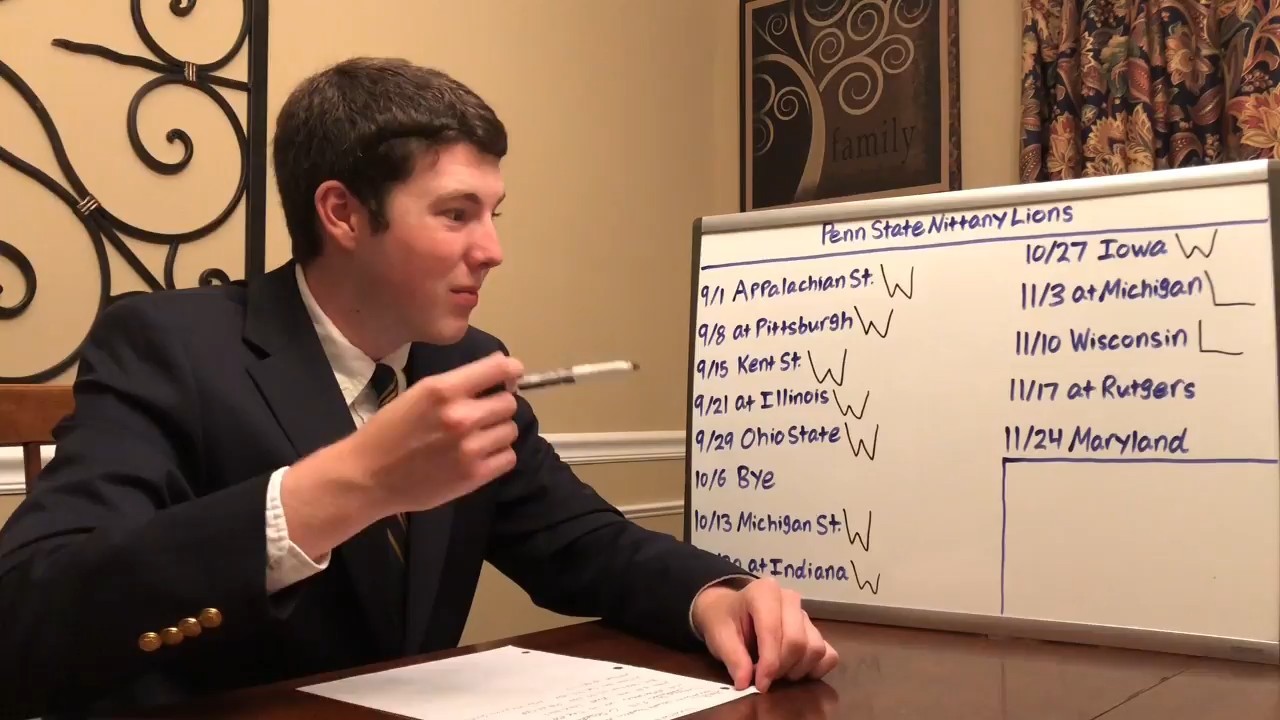 family
Penn State Nittany Lions
9/1 Appalachian St. W
9/8 at Pittsburgh W
9/15 Kent St. W
9/21 at Illinois W
9/29 Ohio State W
10/6 Bye
10/13 Michigan St. W
at Indiana W
10/27 Iowa W
11/3 at Michigan L
11/10 Wisconsin L
11/17 at Rutgers
11/24 Maryland